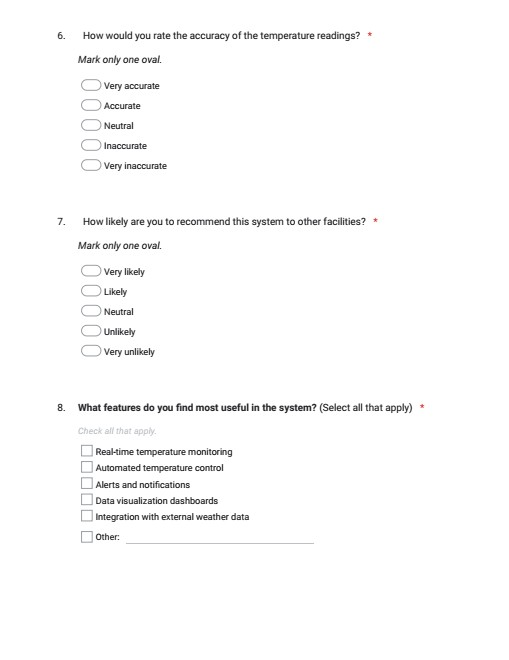 6. How would you rate the accuracy of the temperature readings? *
Mark only one oval.
Very accurate
Accurate
Neutral
Inaccurate
Very inaccurate
7. How likely are you to recommend this system to other facilities? *
Mark only one oval.
Very likely
Likely
Neutral
Unlikely
Very unlikely
8. What features do you find most useful in the system? (Select all that apply) *
Check all that apply.
Real-time temperature monitoring
Automated temperature control
Alerts and notifications
Data visualization dashboards
Integration with external weather data
Other: